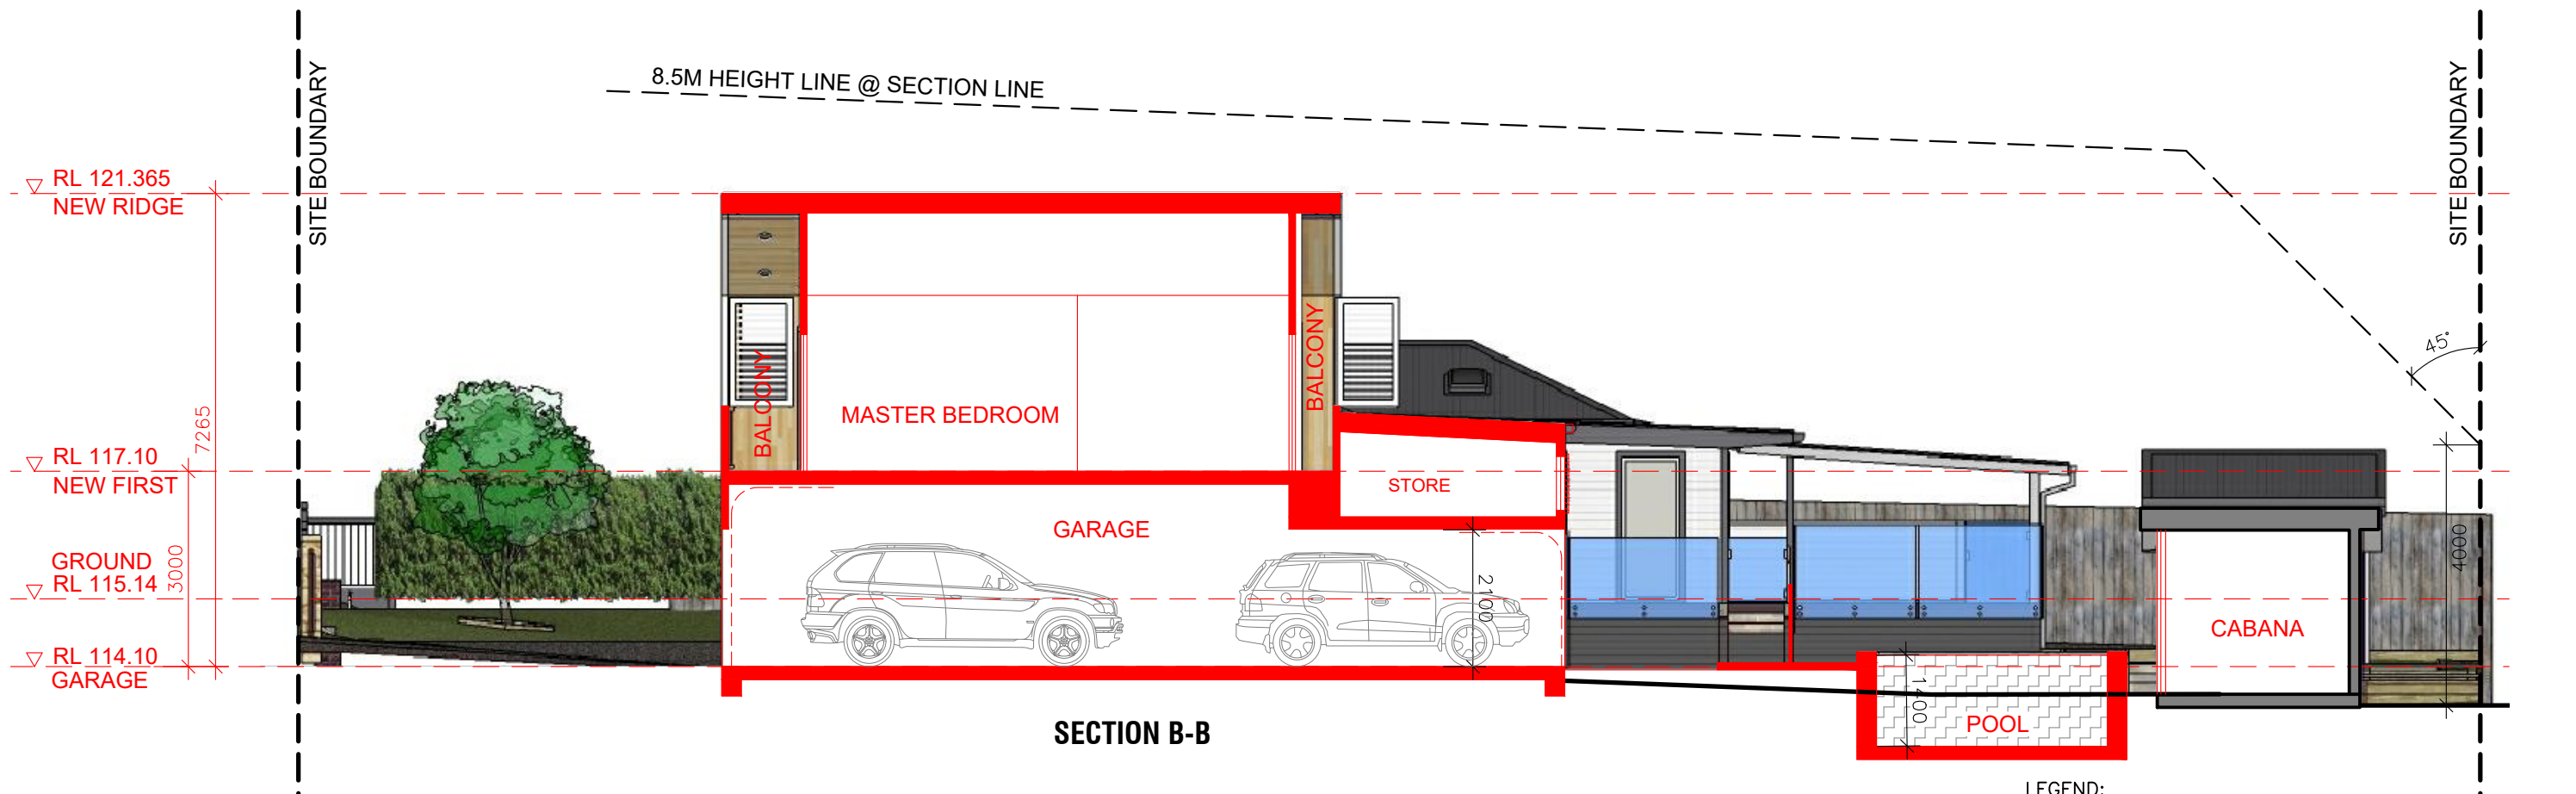 SITE BOUNDARY
8.5M HEIGHT LINE @ SECTION LINE
SITE BOUNDARY
RL 121.365
NEW RIDGE
45°
7265
BALCONY
BALCONY
MASTER BEDROOM
RL 117.10
NEW FIRST
STORE
GARAGE
3000
GROUND
RL 115.14
2100
4000
CABANA
RL 114.10
GARAGE
1400
POOL
SECTION B-B
LEGEND: